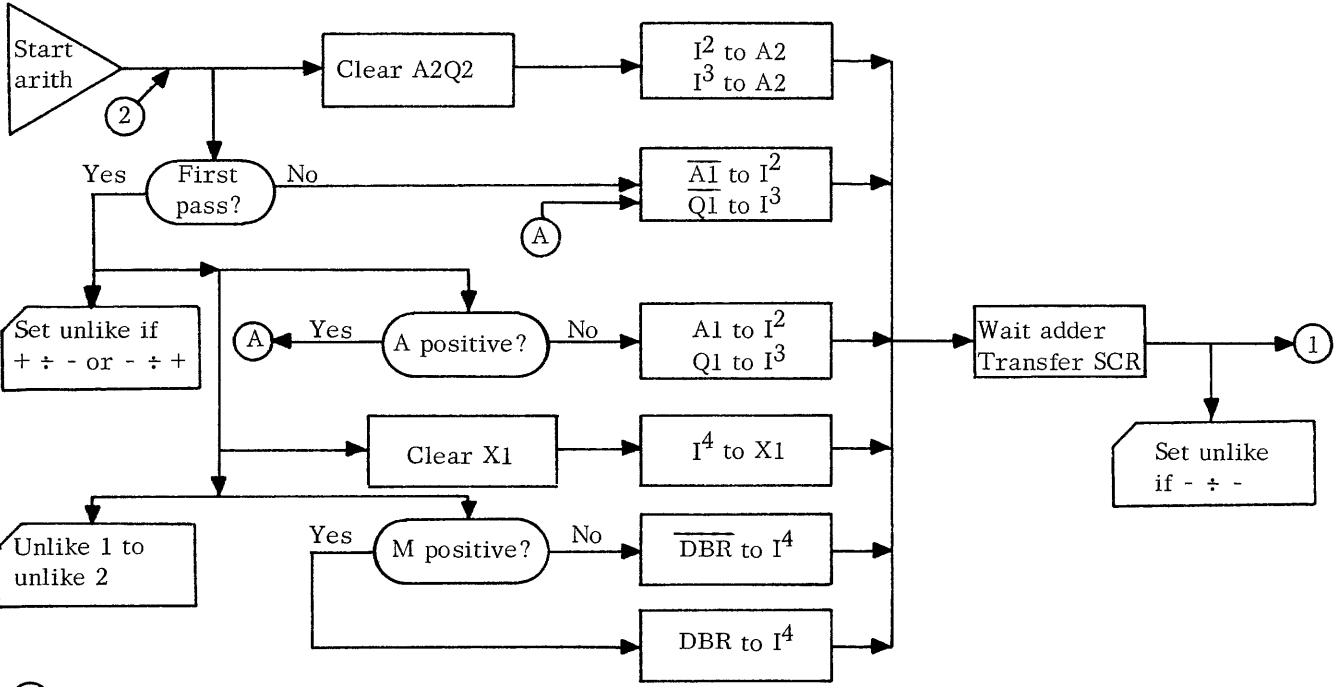 Start
arith
2
Clear A2Q2
I² to A2
I³ to A2
Yes
First
pass?
No
A̅1̅ to I²
Q̅1̅ to I³
A
Set unlike if
+ ÷ - or - ÷ +
A
Yes
A positive?
No
A1 to I²
Q1 to I³
Wait adder
Transfer SCR
1
Clear X1
I⁴ to X1
Set unlike
if - ÷ -
Unlike 1 to
unlike 2
Yes
M positive?
No
D̅B̅R̅ to I⁴
DBR to I⁴